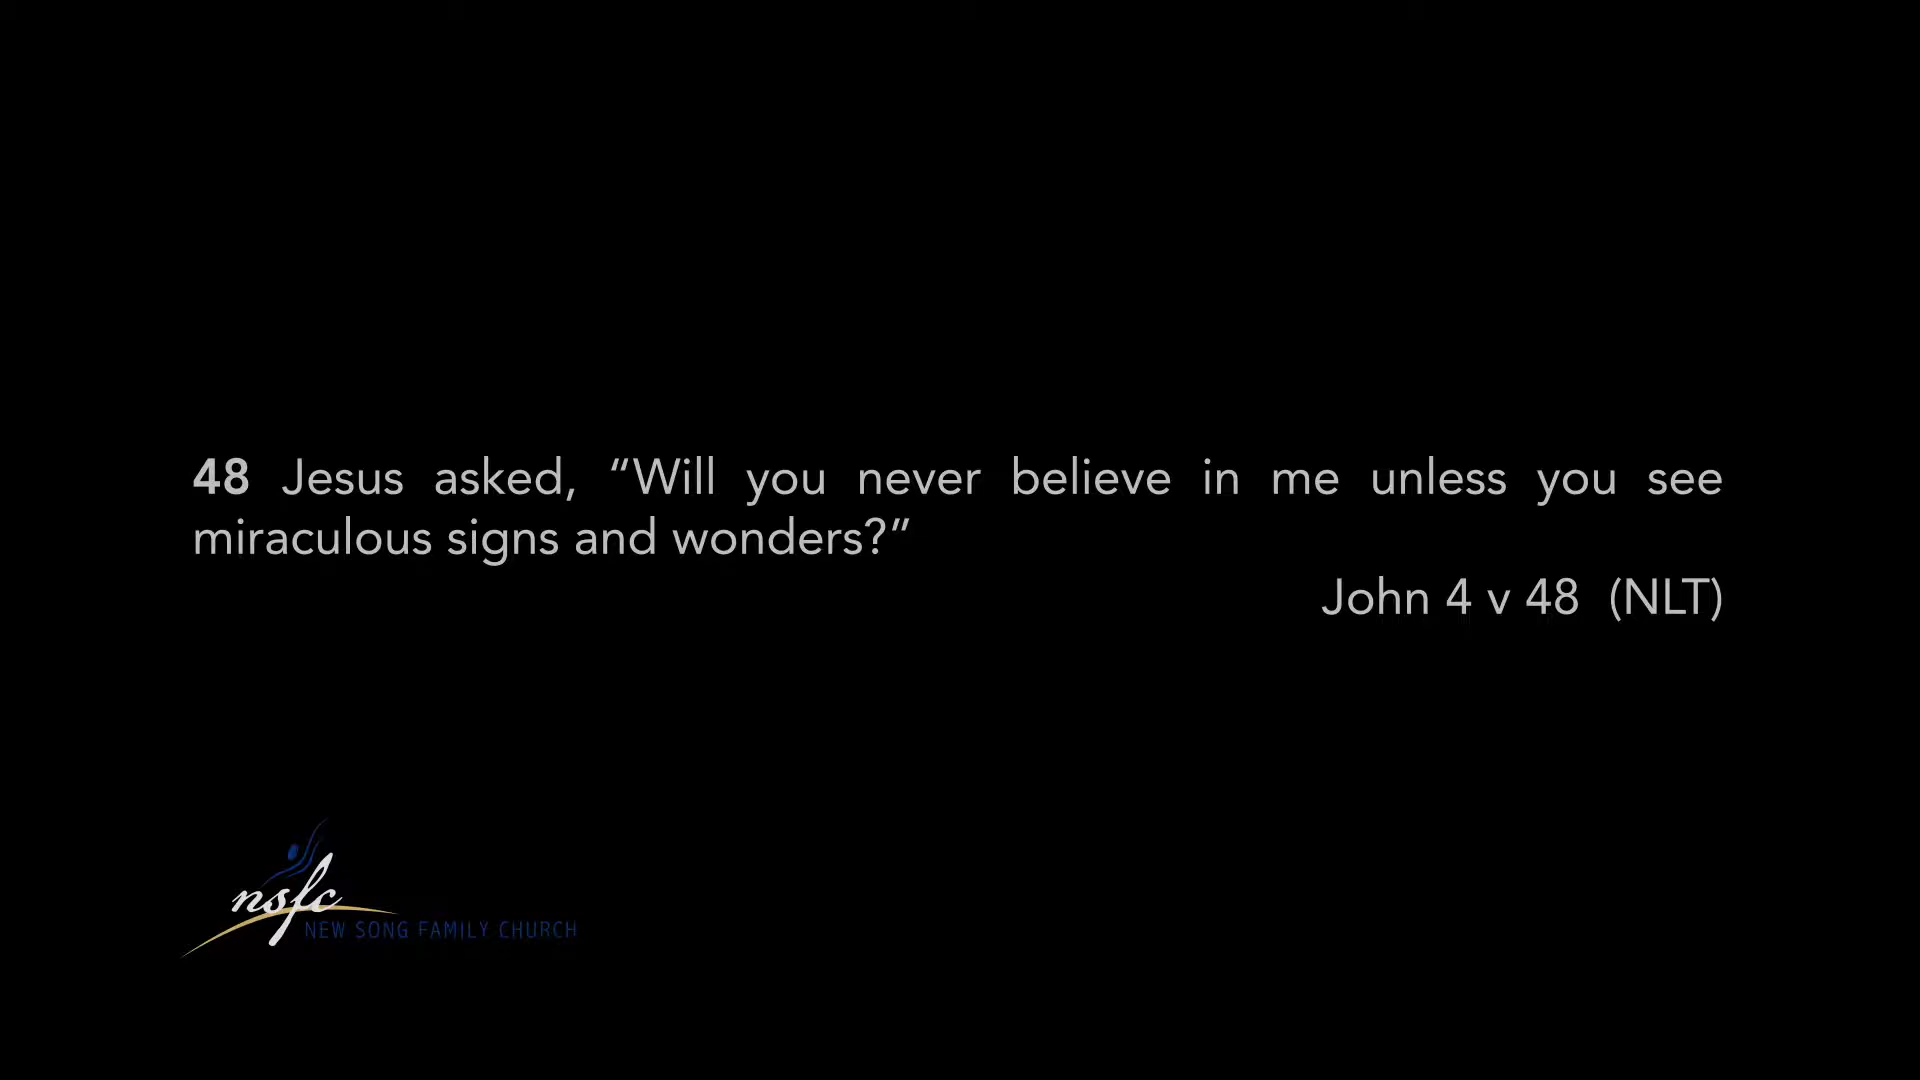 48 Jesus asked, “Will you never believe in me unless you see
miraculous signs and wonders?”
John 4 v 48 (NLT)
nsfc
NEW SONG FAMILY CHURCH